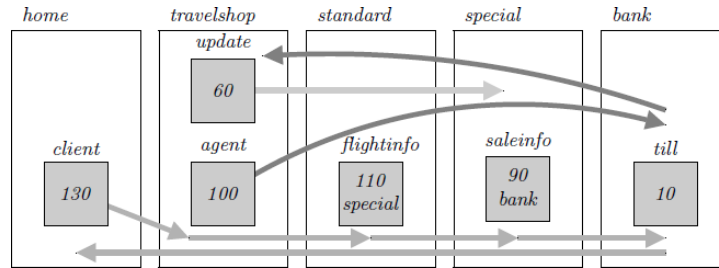 home travelshop standard special bank
update
60
client agent flightinfo saleinfo till
130 100 110 special 90 bank 10